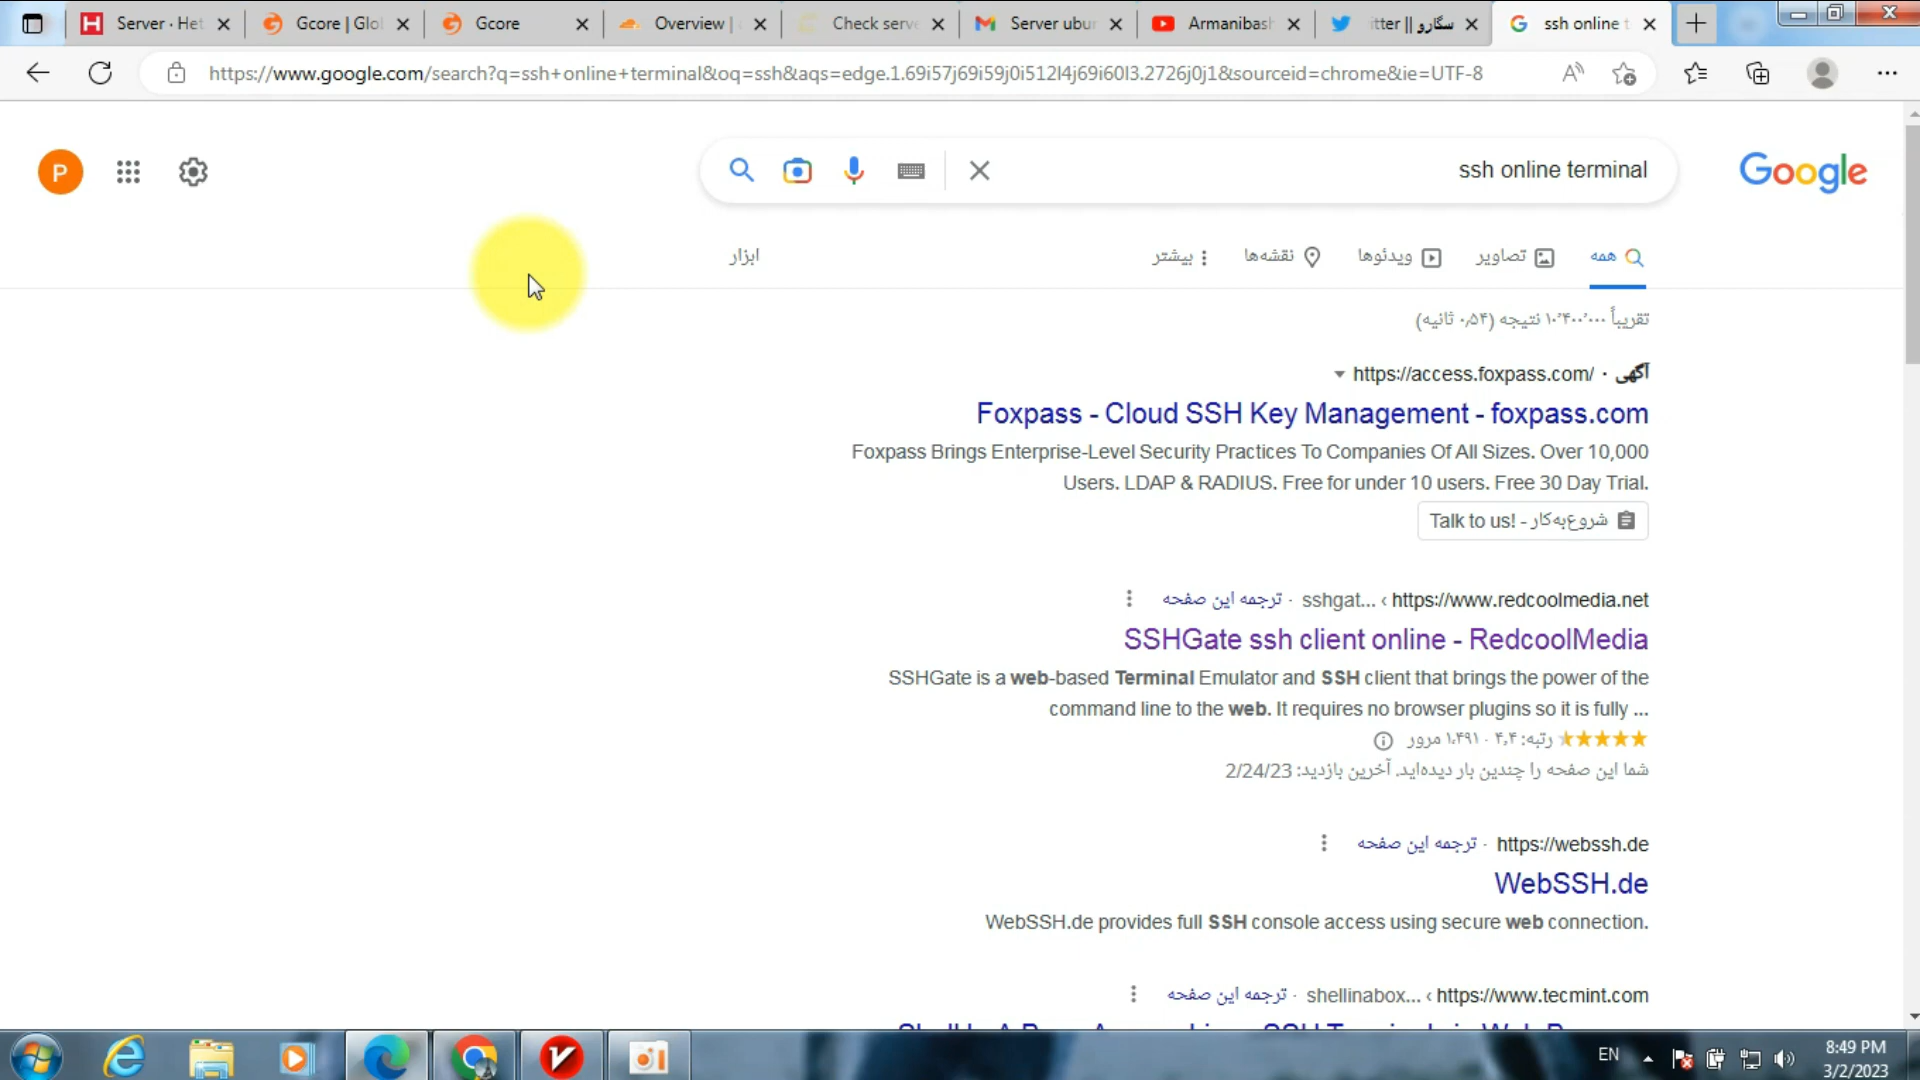 Server · Het
Gcore | Glo
Gcore
Overview |
Check serve
Server ubun
Armanibash
itter || سگارو
ssh online t
https://www.google.com/search?q=ssh+online+terminal&oq=ssh&aqs=edge.1.69i57j69i59j0i512l4j69i60l3.2726j0j1&sourceid=chrome&ie=UTF-8
P
ssh online terminal
Google
همه
تصاویر
ویدئوها
نقشه‌ها
بیشتر
ابزار
تقریباً ۱۰٬۴۰۰٬۰۰۰ نتیجه (۰٫۵۴ ثانیه)
آگهی · https://access.foxpass.com/
Foxpass - Cloud SSH Key Management - foxpass.com
Foxpass Brings Enterprise-Level Security Practices To Companies Of All Sizes. Over 10,000
Users. LDAP & RADIUS. Free for under 10 users. Free 30 Day Trial.
شروع‌به‌کار - Talk to us!
https://www.redcoolmedia.net › sshgat... · ترجمه این صفحه
SSHGate ssh client online - RedcoolMedia
SSHGate is a web-based Terminal Emulator and SSH client that brings the power of the
command line to the web. It requires no browser plugins so it is fully ...
رتبه: ۴٫۴ · ۱٬۴۹۱ مرور
شما این صفحه را چندین بار دیده‌اید. آخرین بازدید: 2/24/23
https://webssh.de · ترجمه این صفحه
WebSSH.de
WebSSH.de provides full SSH console access using secure web connection.
https://www.tecmint.com › shellinabox... · ترجمه این صفحه
EN
8:49 PM
3/2/2023